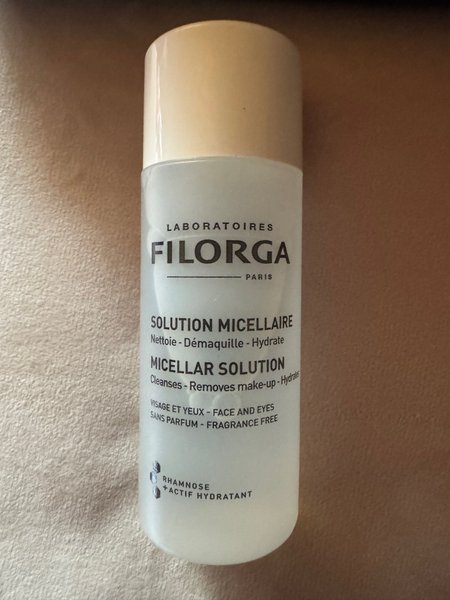 LABORATOIRES
FILORGA
PARIS
SOLUTION MICELLAIRE
Nettoie - Démaquille - Hydrate
MICELLAR SOLUTION
Cleanses - Removes make-up - Hydrates
VISAGE ET YEUX - FACE AND EYES
SANS PARFUM - FRAGRANCE FREE
RHAMNOSE
+ ACTIF HYDRATANT